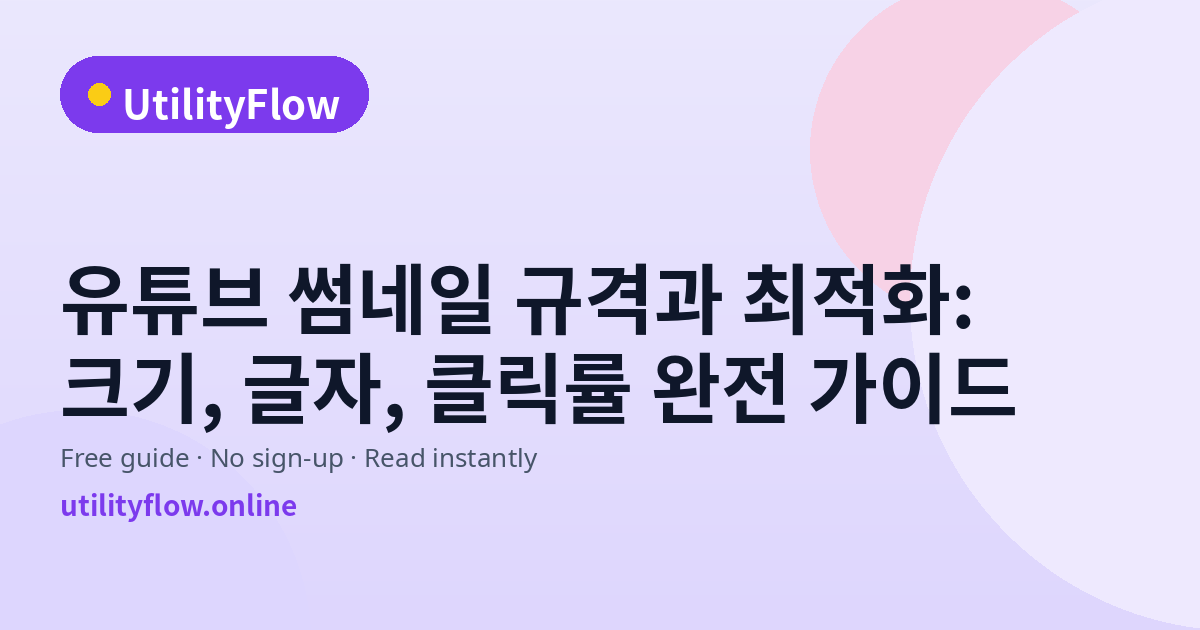 UtilityFlow
유튜브 썸네일 규격과 최적화:
크기, 글자, 클릭률 완전 가이드
Free guide · No sign-up · Read instantly
utilityflow.online